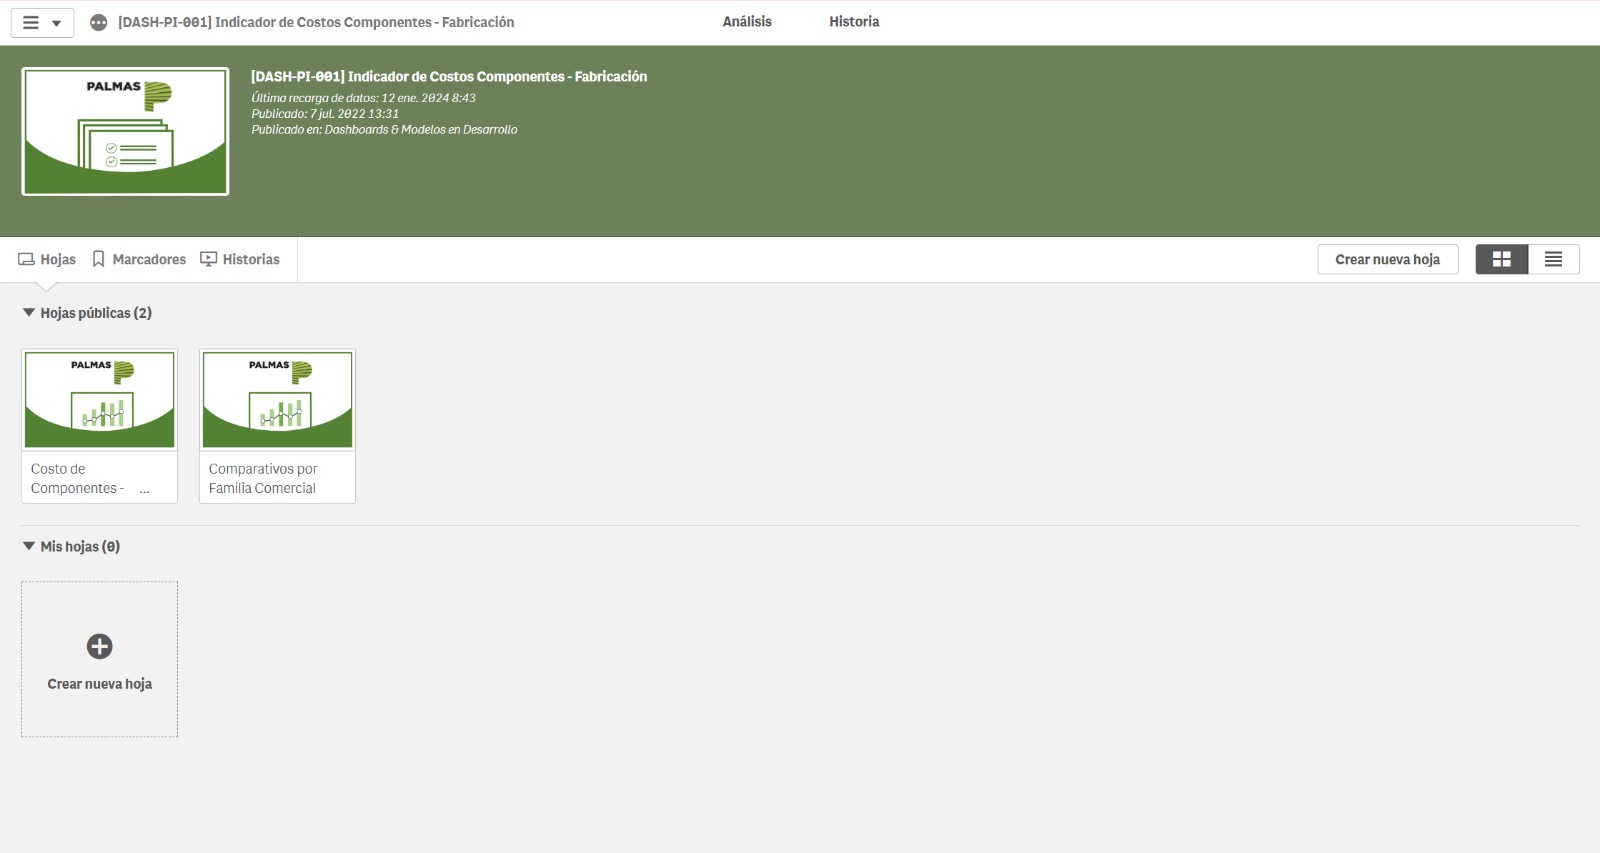 [DASH-PI-001] Indicador de Costos Componentes - Fabricación
Análisis
Historia
PALMAS
[DASH-PI-001] Indicador de Costos Componentes - Fabricación
Última recarga de datos: 12 ene. 2024 8:43
Publicado: 7 jul. 2022 13:31
Publicado en: Dashboards & Modelos en Desarrollo
Hojas
Marcadores
Historias
Crear nueva hoja
Hojas públicas (2)
PALMAS
Costo de
Componentes - ...
PALMAS
Comparativos por
Familia Comercial
Mis hojas (0)
Crear nueva hoja